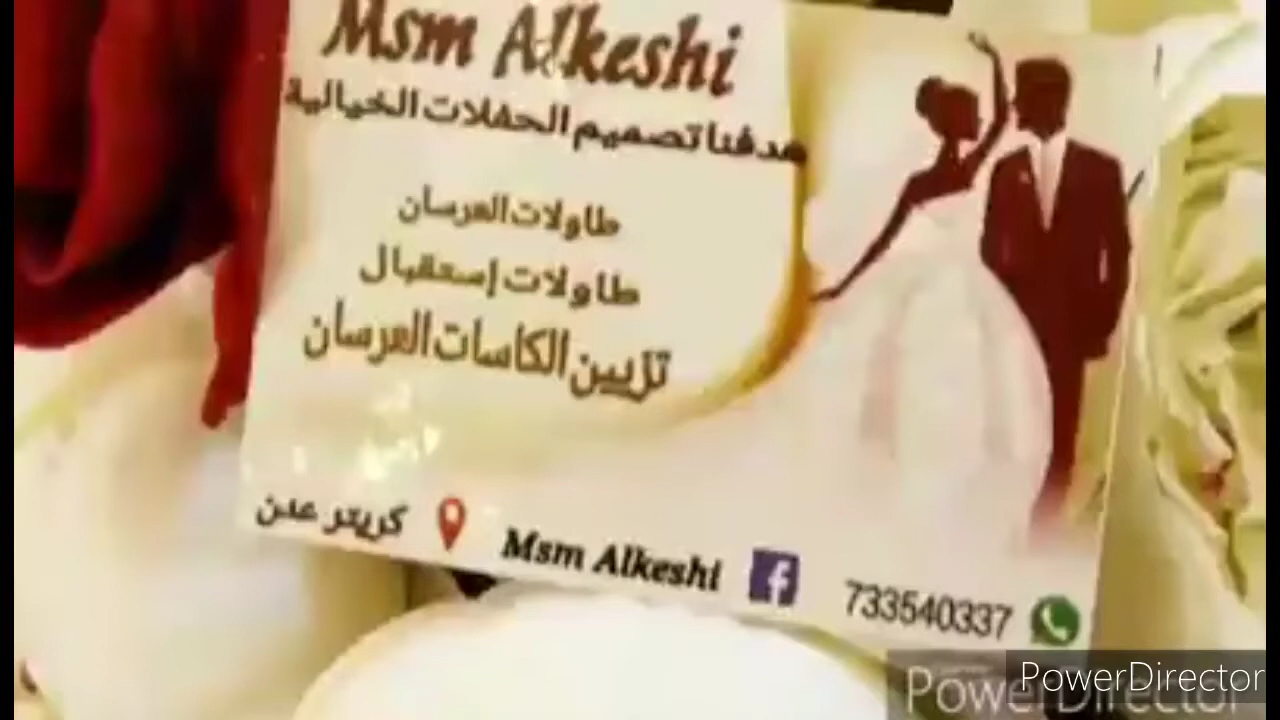 Msm Alkeshi
هدفنا تصميم الحفلات الخيالية
طاولات العرسان
طاولات إستقبال
تزيين الكاسات العرسان
كريتر عدن
Msm Alkeshi
733540337
PowerDirector
PowerDirector